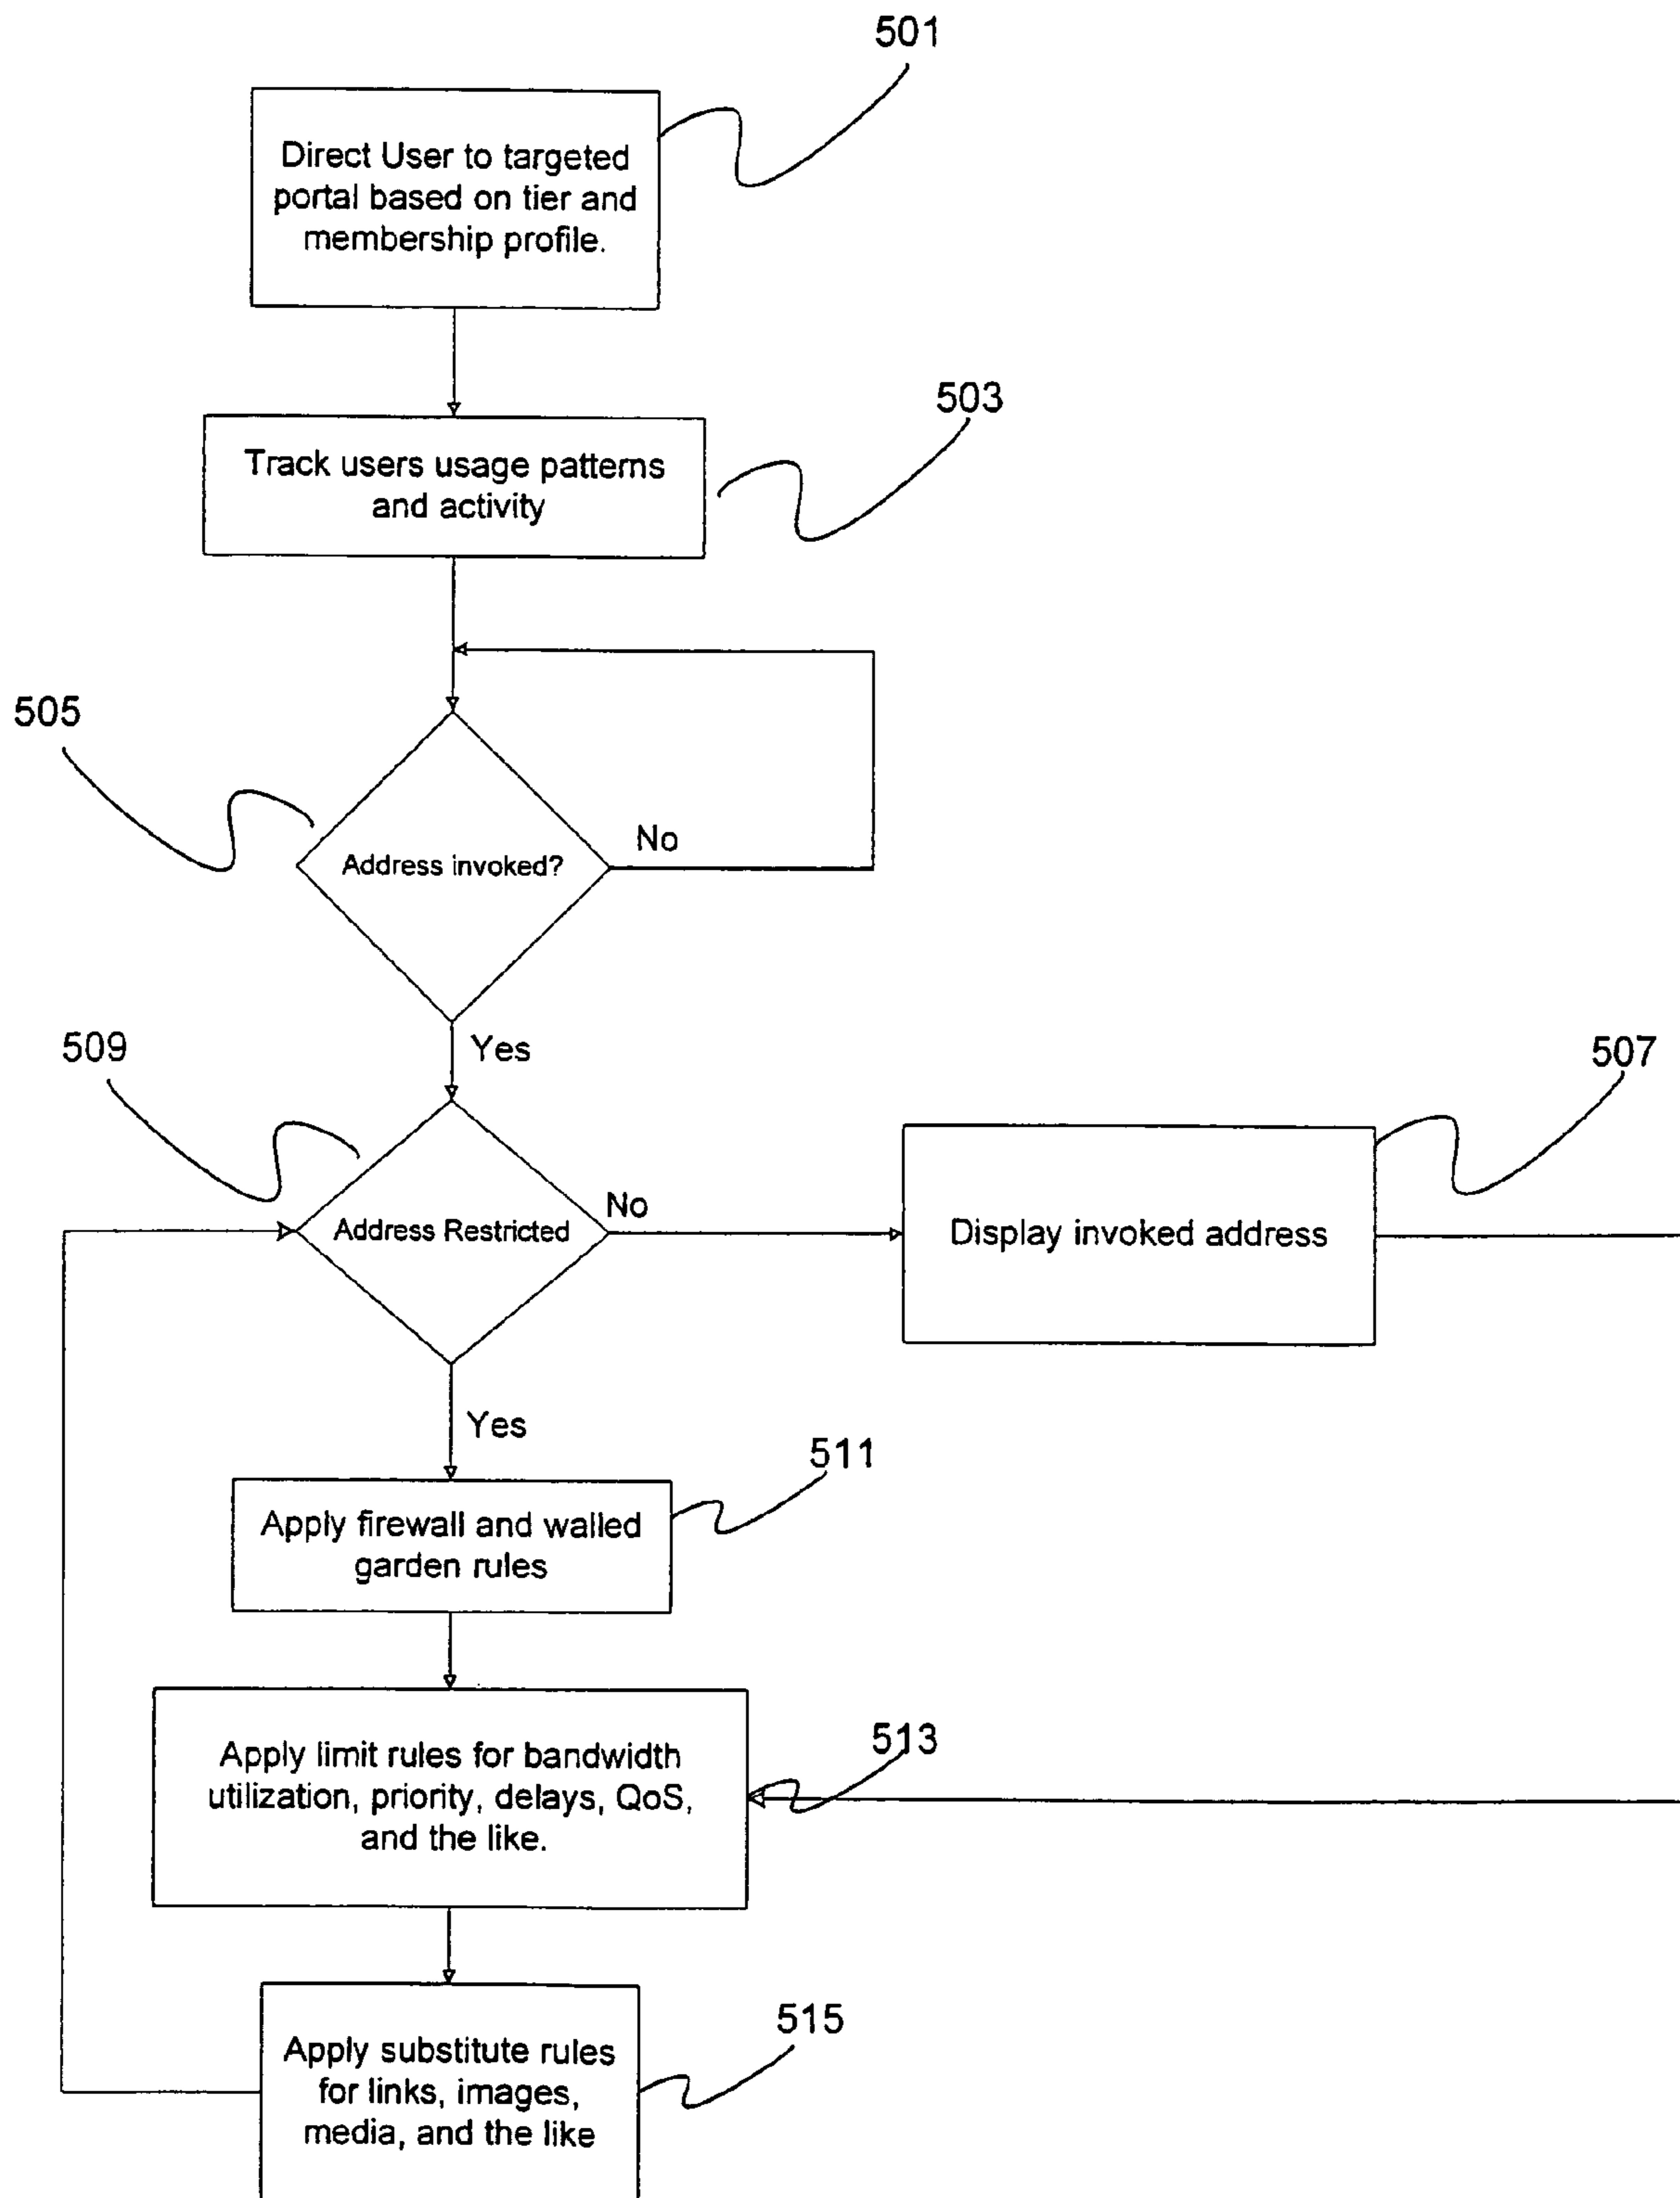 501
Direct User to targeted
portal based on tier and
membership profile.
503
Track users usage patterns
and activity
505
No
Address invoked?
Yes
509
507
No
Address Restricted
Display invoked address
Yes
511
Apply firewall and walled
garden rules
513
Apply limit rules for bandwidth
utilization, priority, delays, QoS,
and the like.
515
Apply substitute rules
for links, images,
media, and the like